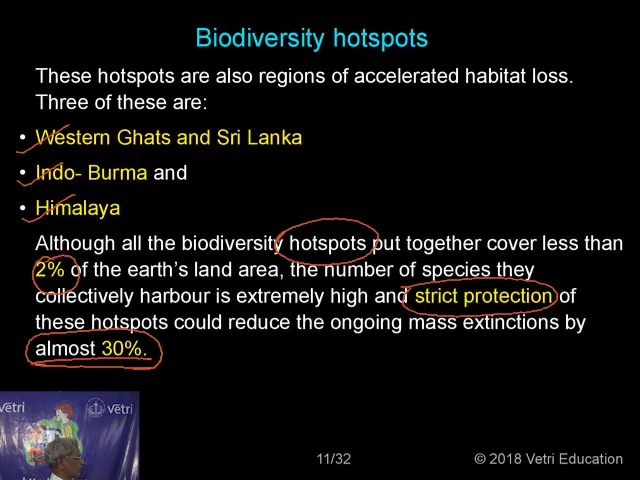 Biodiversity hotspots
These hotspots are also regions of accelerated habitat loss.
Three of these are:
• Western Ghats and Sri Lanka
• Indo- Burma and
• Himalaya
Although all the biodiversity hotspots put together cover less than
2% of the earth's land area, the number of species they
collectively harbour is extremely high and strict protection of
these hotspots could reduce the ongoing mass extinctions by
almost 30%.
vetri
vetri
11/32
© 2018 Vetri Education